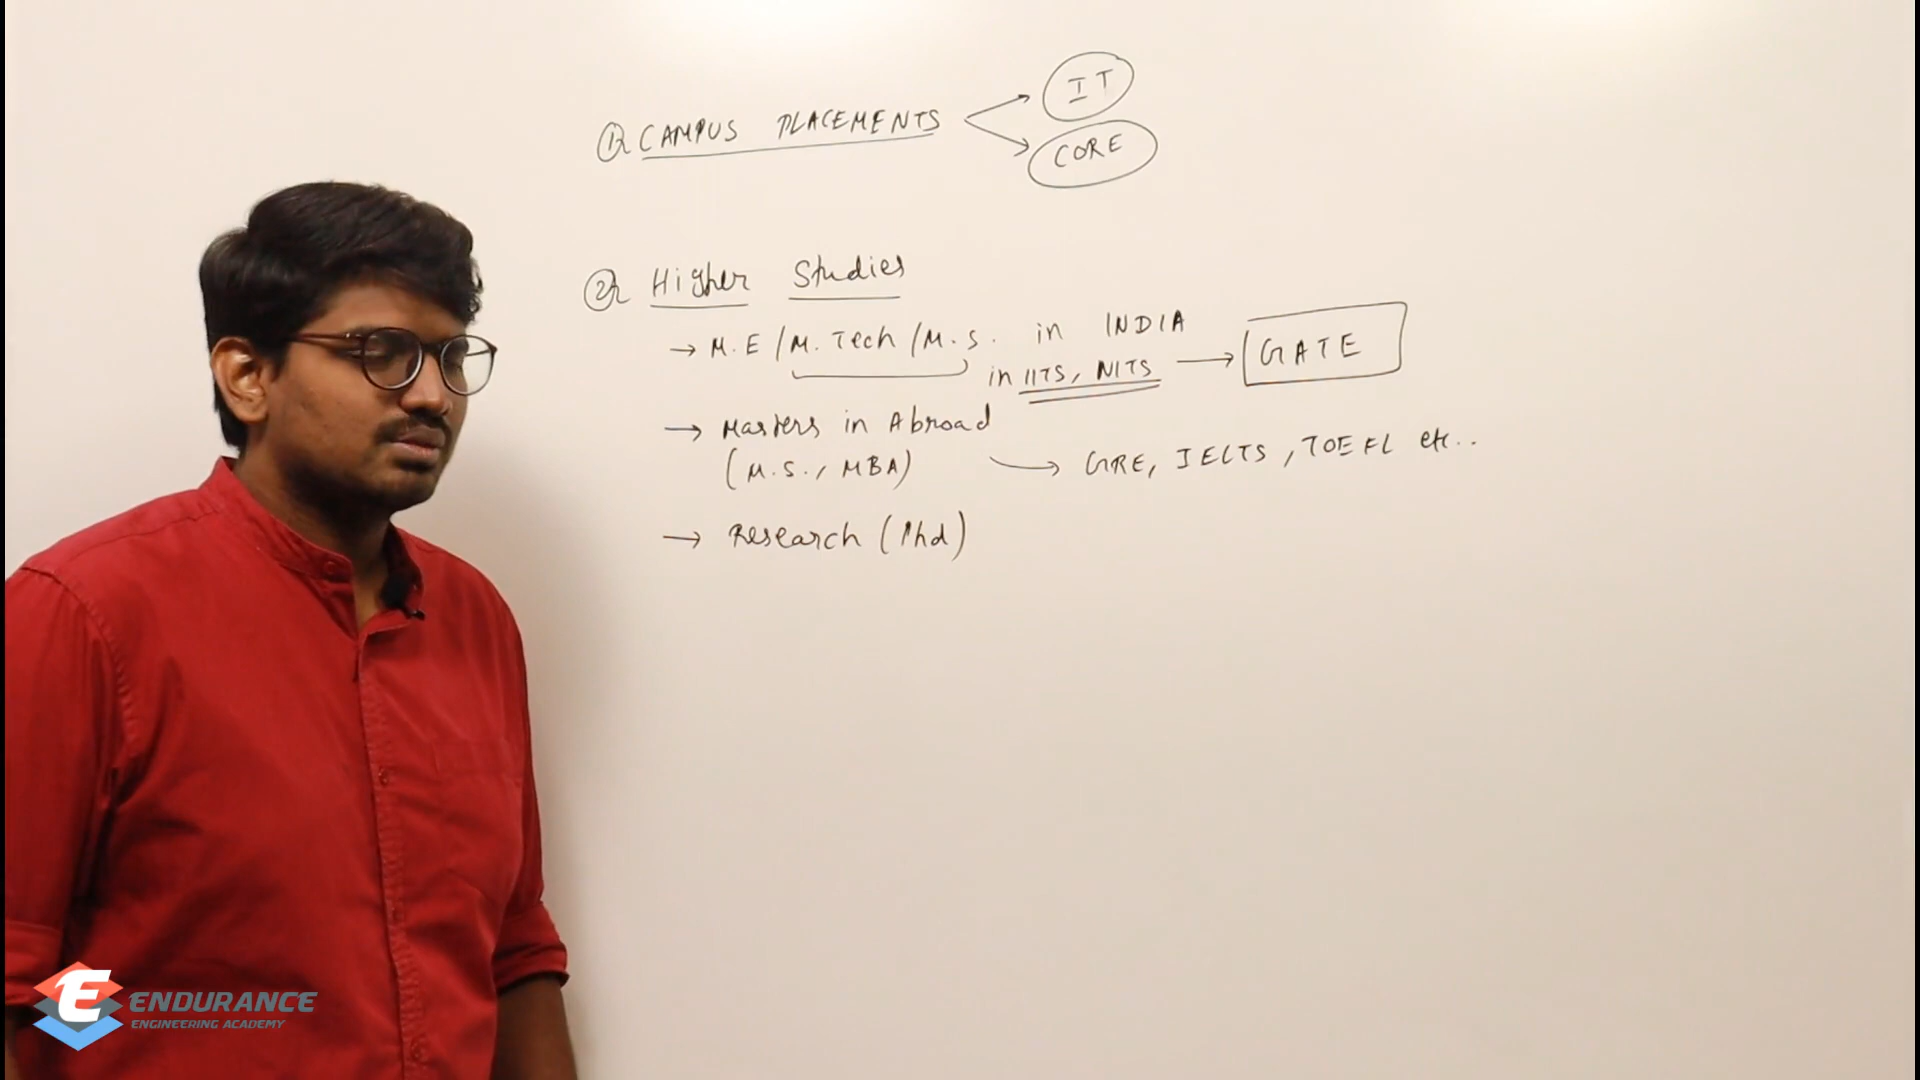 1) CAMPUS PLACEMENTS → IT
→ CORE
2) Higher Studies
→ M.E / M. Tech / M.S. in INDIA
in IITS, NITS → GATE
→ Masters in Abroad
(M.S., MBA) → GRE, IELTS, TOEFL etc..
→ Research (Phd)
E ENDURANCE
ENGINEERING ACADEMY